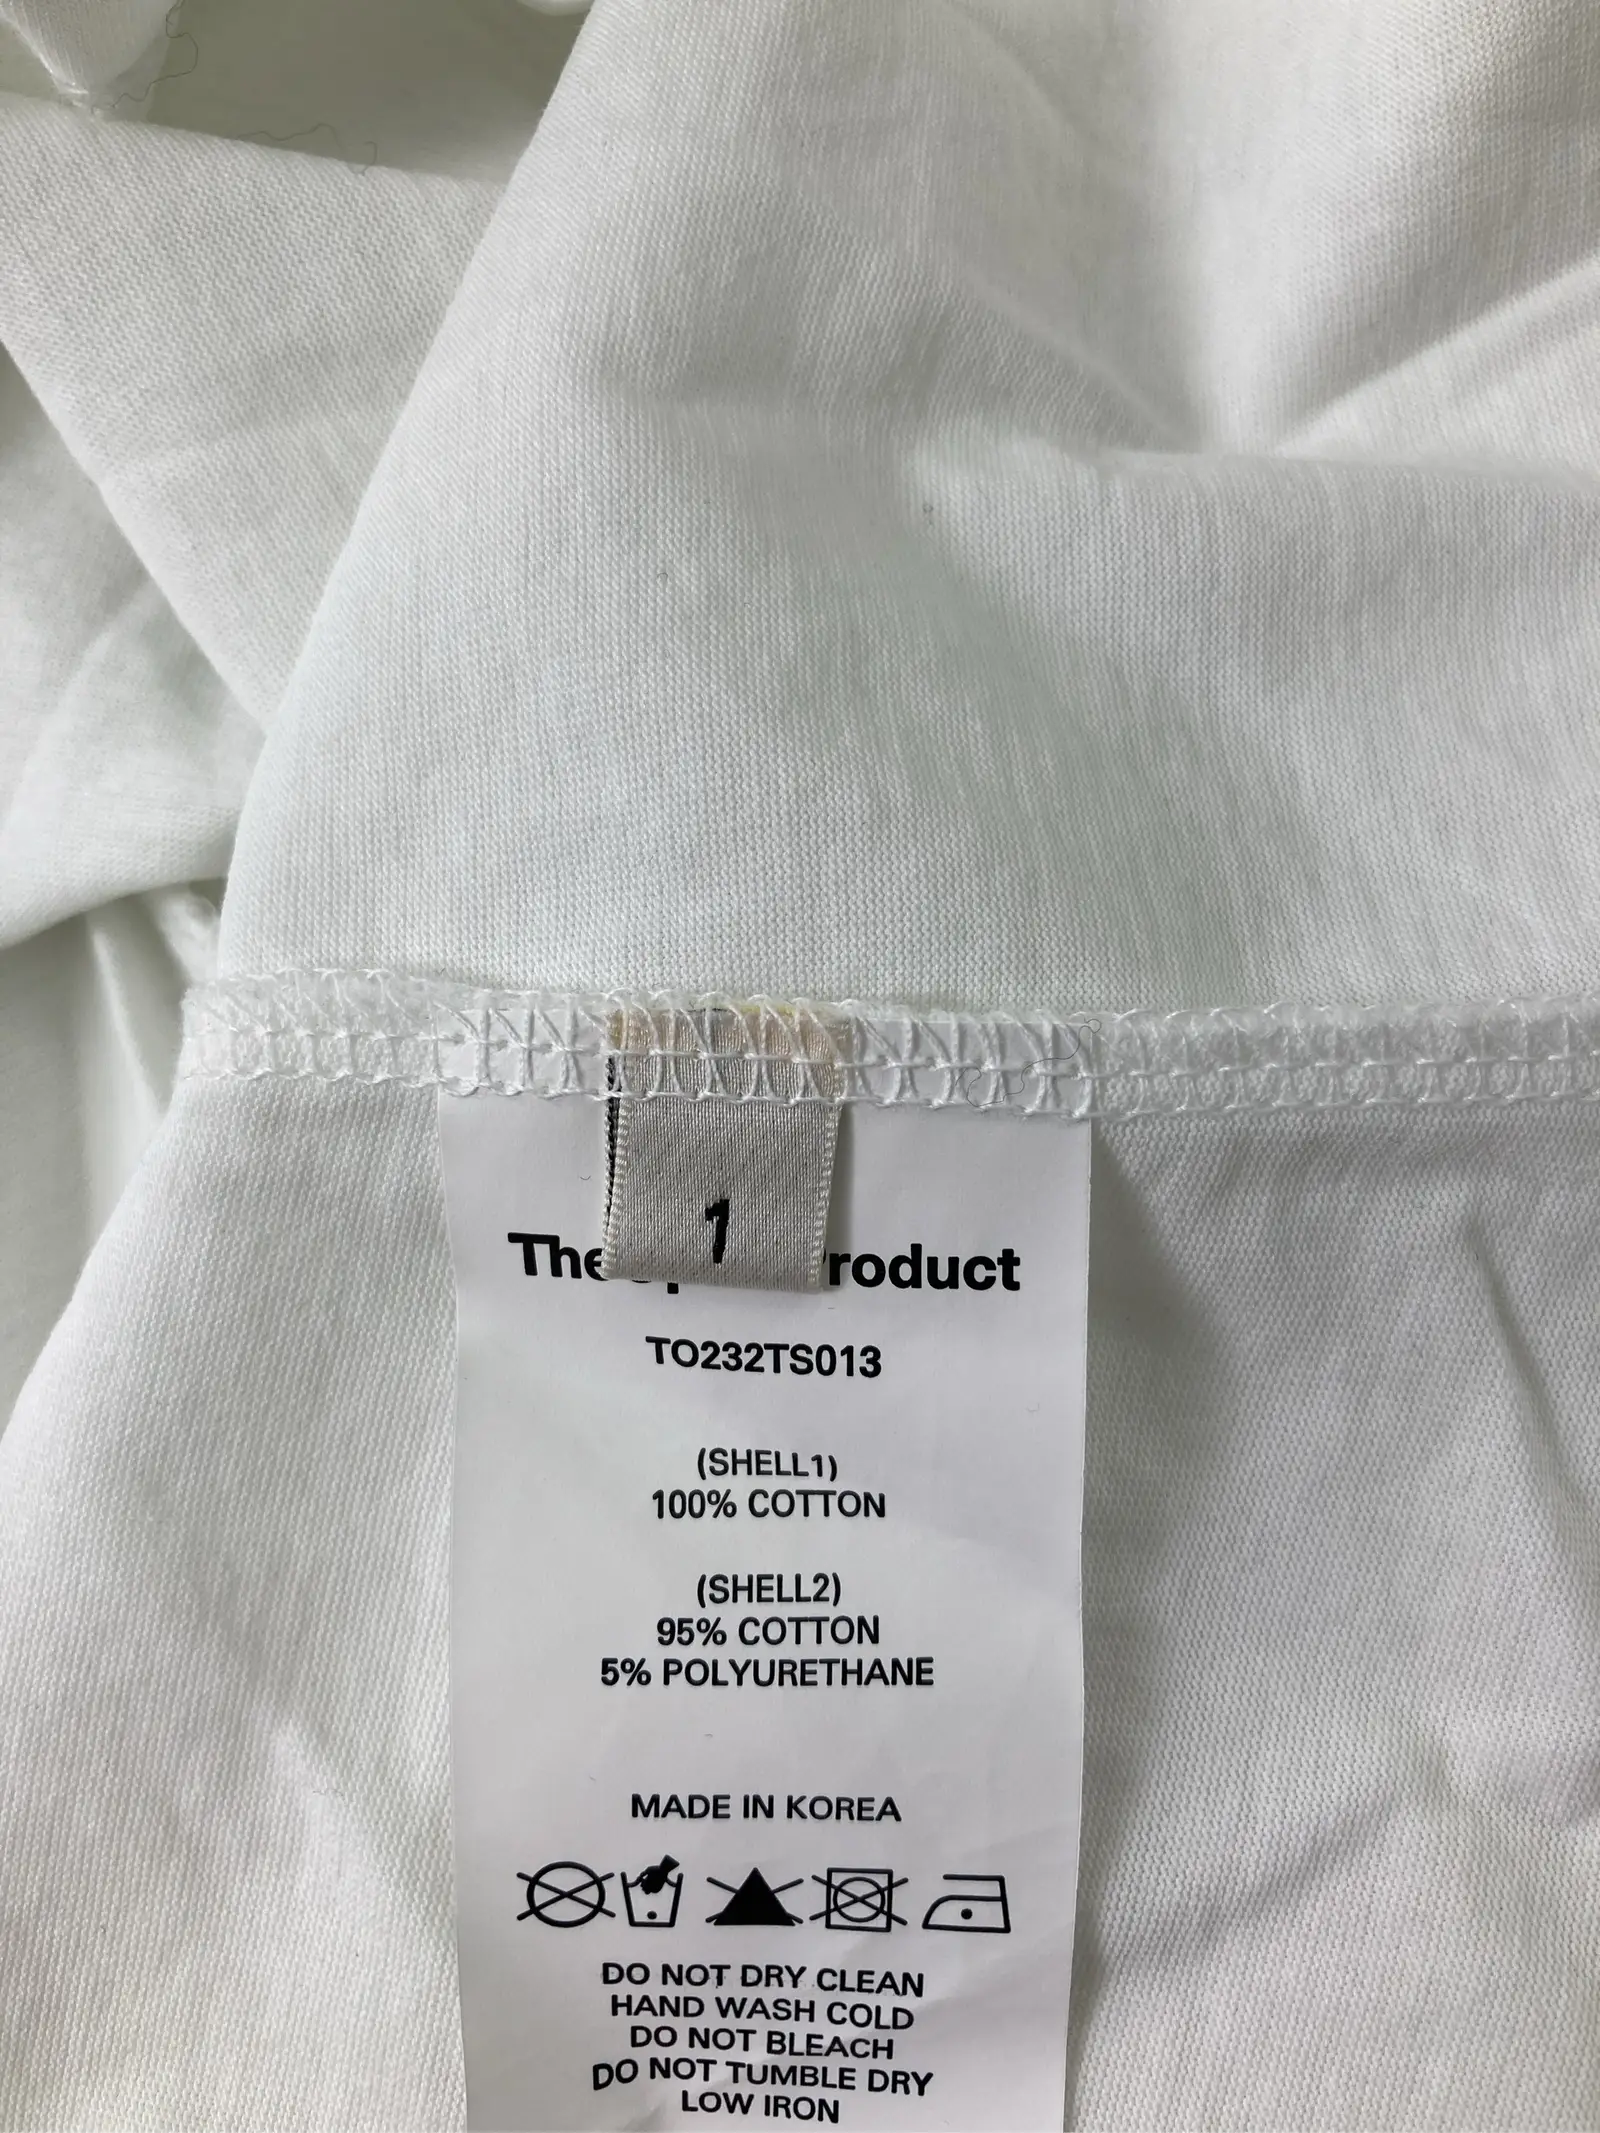 1
The Product
TO232TS013
(SHELL1)
100% COTTON
(SHELL2)
95% COTTON
5% POLYURETHANE
MADE IN KOREA
DO NOT DRY CLEAN
HAND WASH COLD
DO NOT BLEACH
DO NOT TUMBLE DRY
LOW IRON